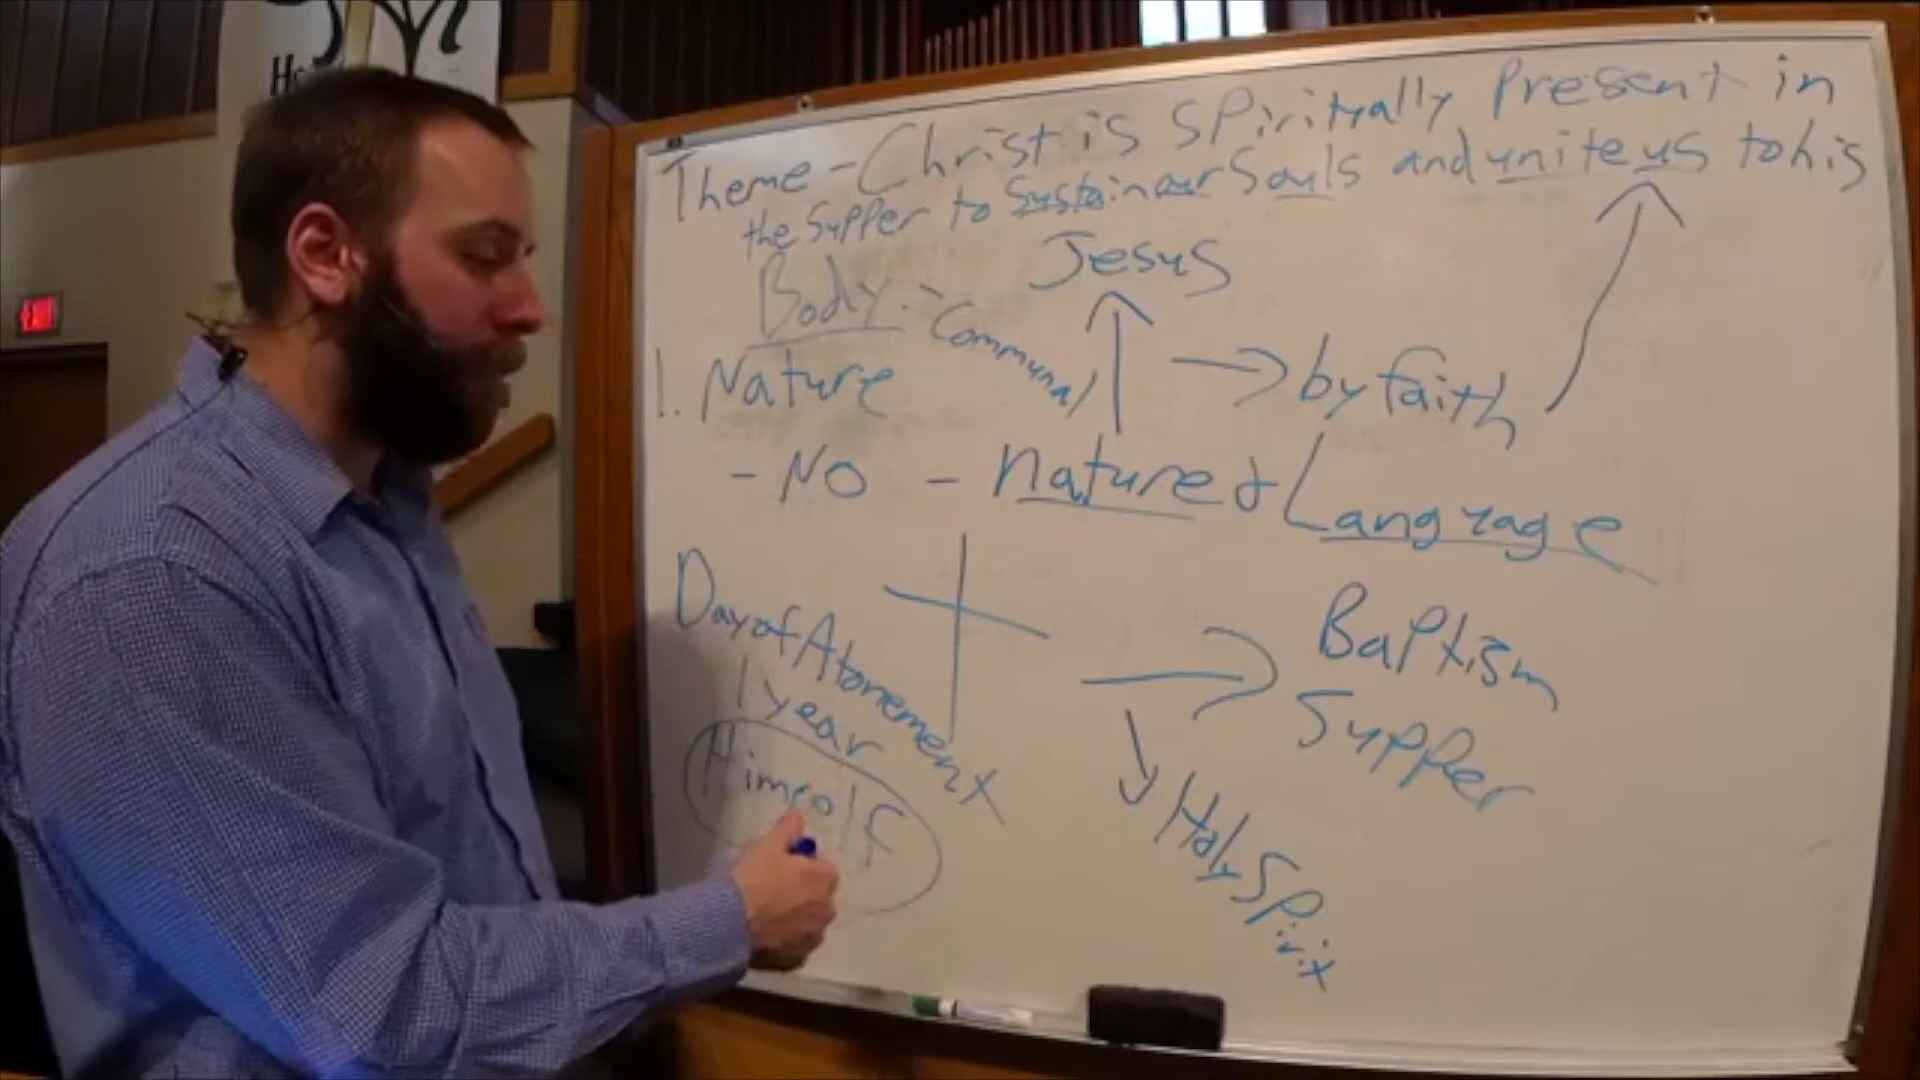 Theme - Christ is spiritually present in
the supper to sustain our souls and unite us to his
Body. - Communal
Jesus
1. Nature
→ by faith
- NO - nature & Language
Day of Atonement
1 year
Himself
Baptism
Supper
Holy Spirit